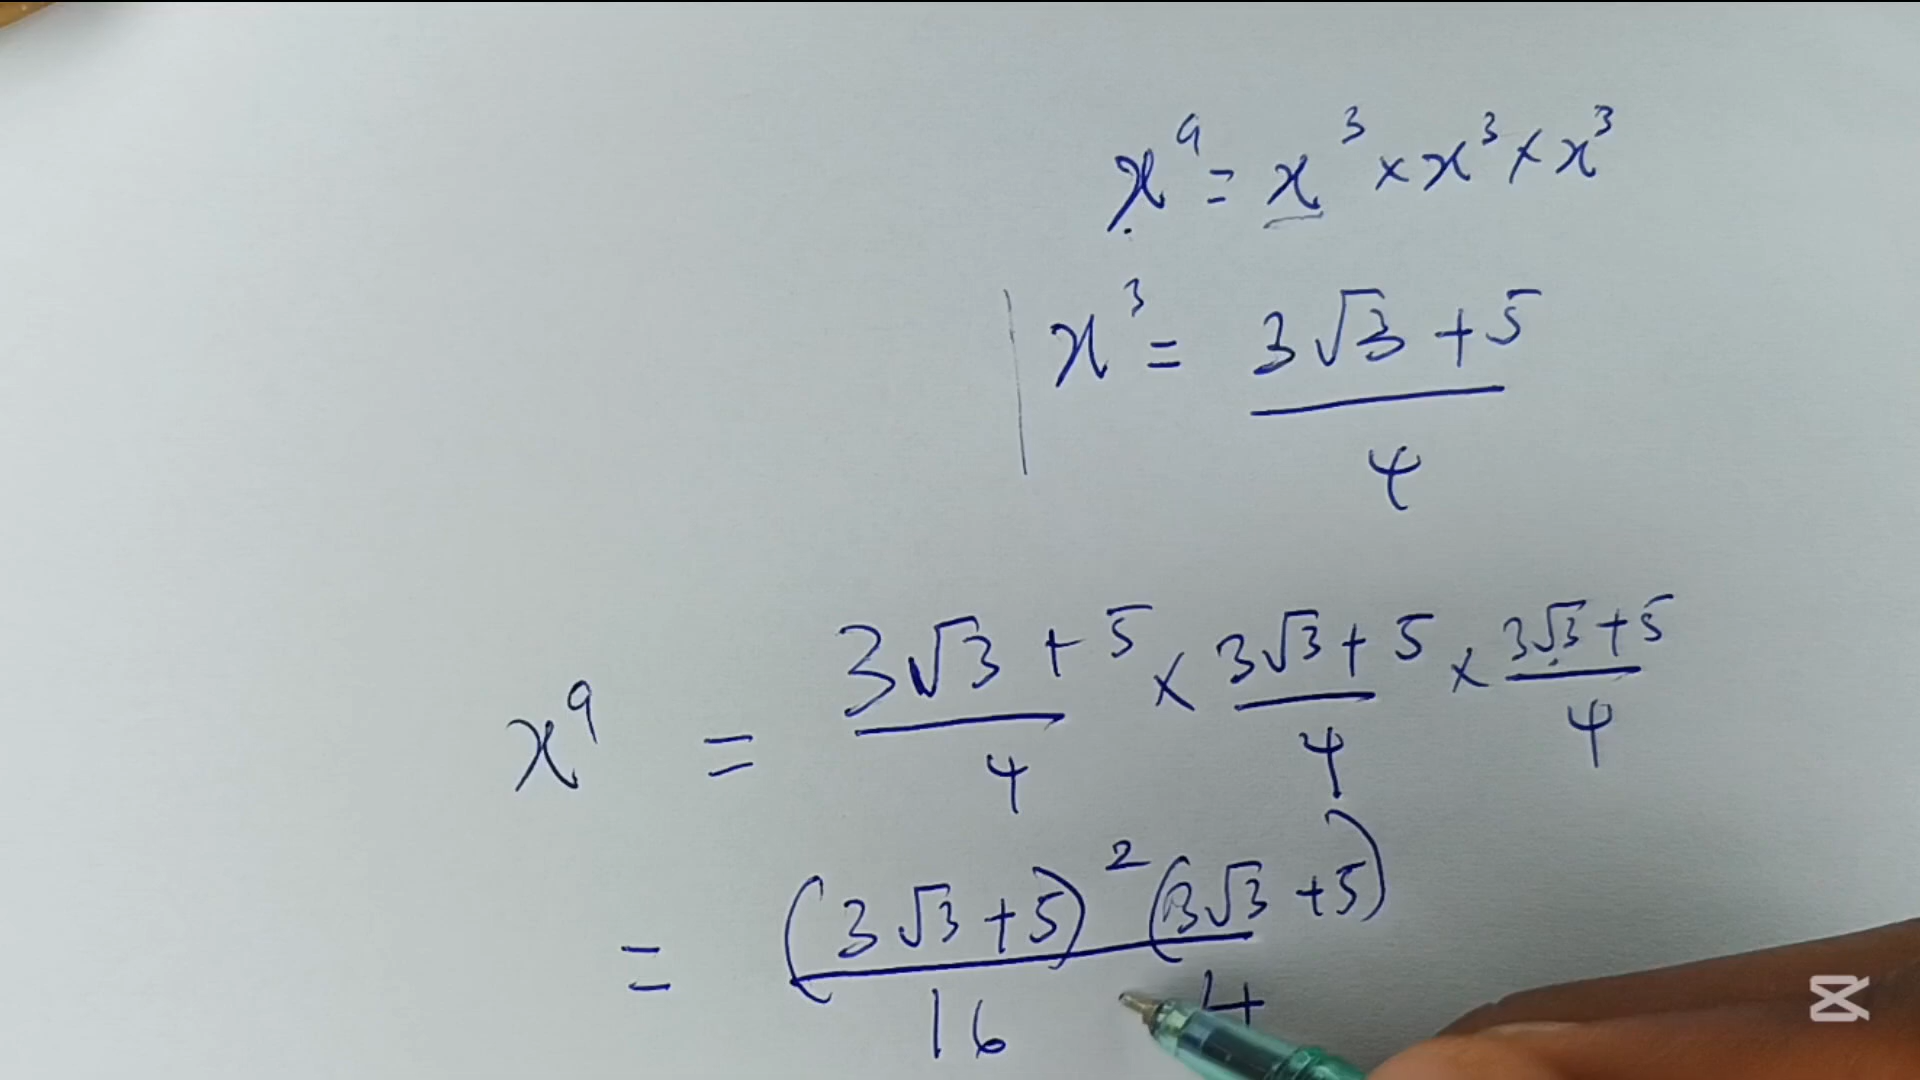 x⁹ = x³ × x³ × x³
x³ = (3√3 + 5)/4
x⁹ = (3√3 + 5)/4 × (3√3 + 5)/4 × (3√3 + 5)/4
= (3√3 + 5)² (3√3 + 5)/16 4